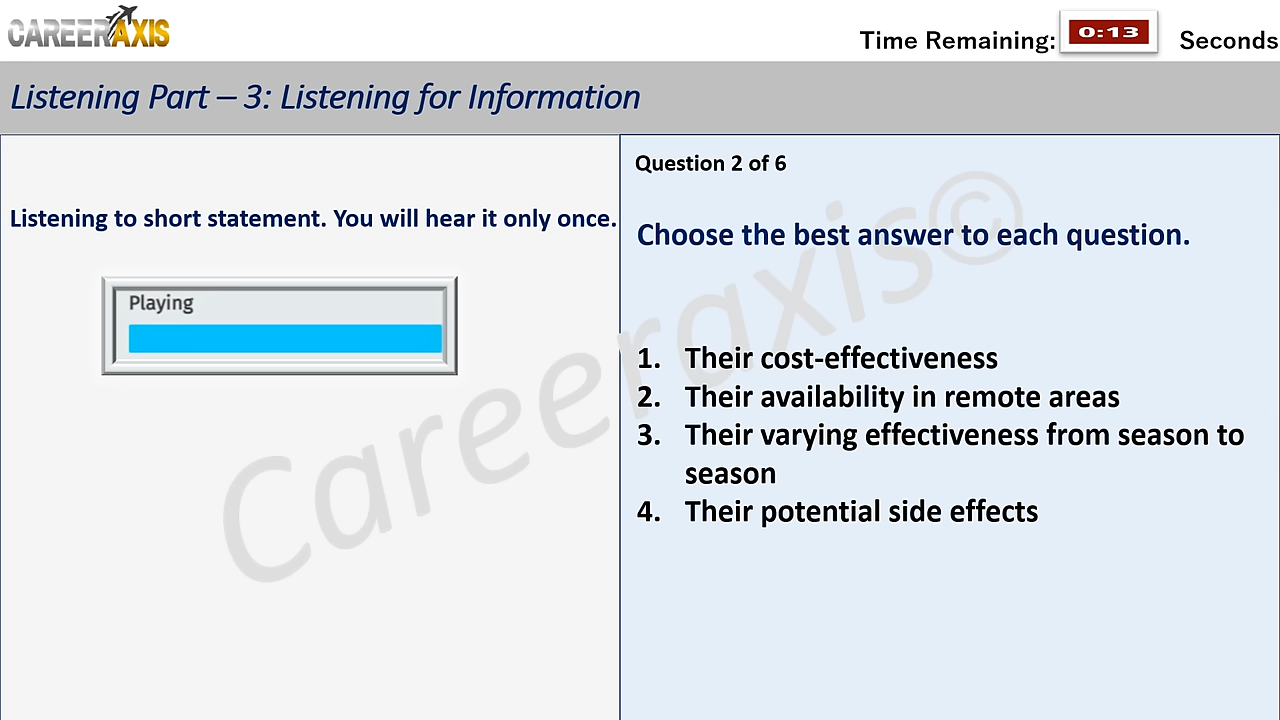 CAREERAXIS
Time Remaining: 0:13 Seconds
Listening Part – 3: Listening for Information
Question 2 of 6
Listening to short statement. You will hear it only once.
Choose the best answer to each question.
Playing
1. Their cost-effectiveness
2. Their availability in remote areas
3. Their varying effectiveness from season to
season
4. Their potential side effects
Careeraxis©